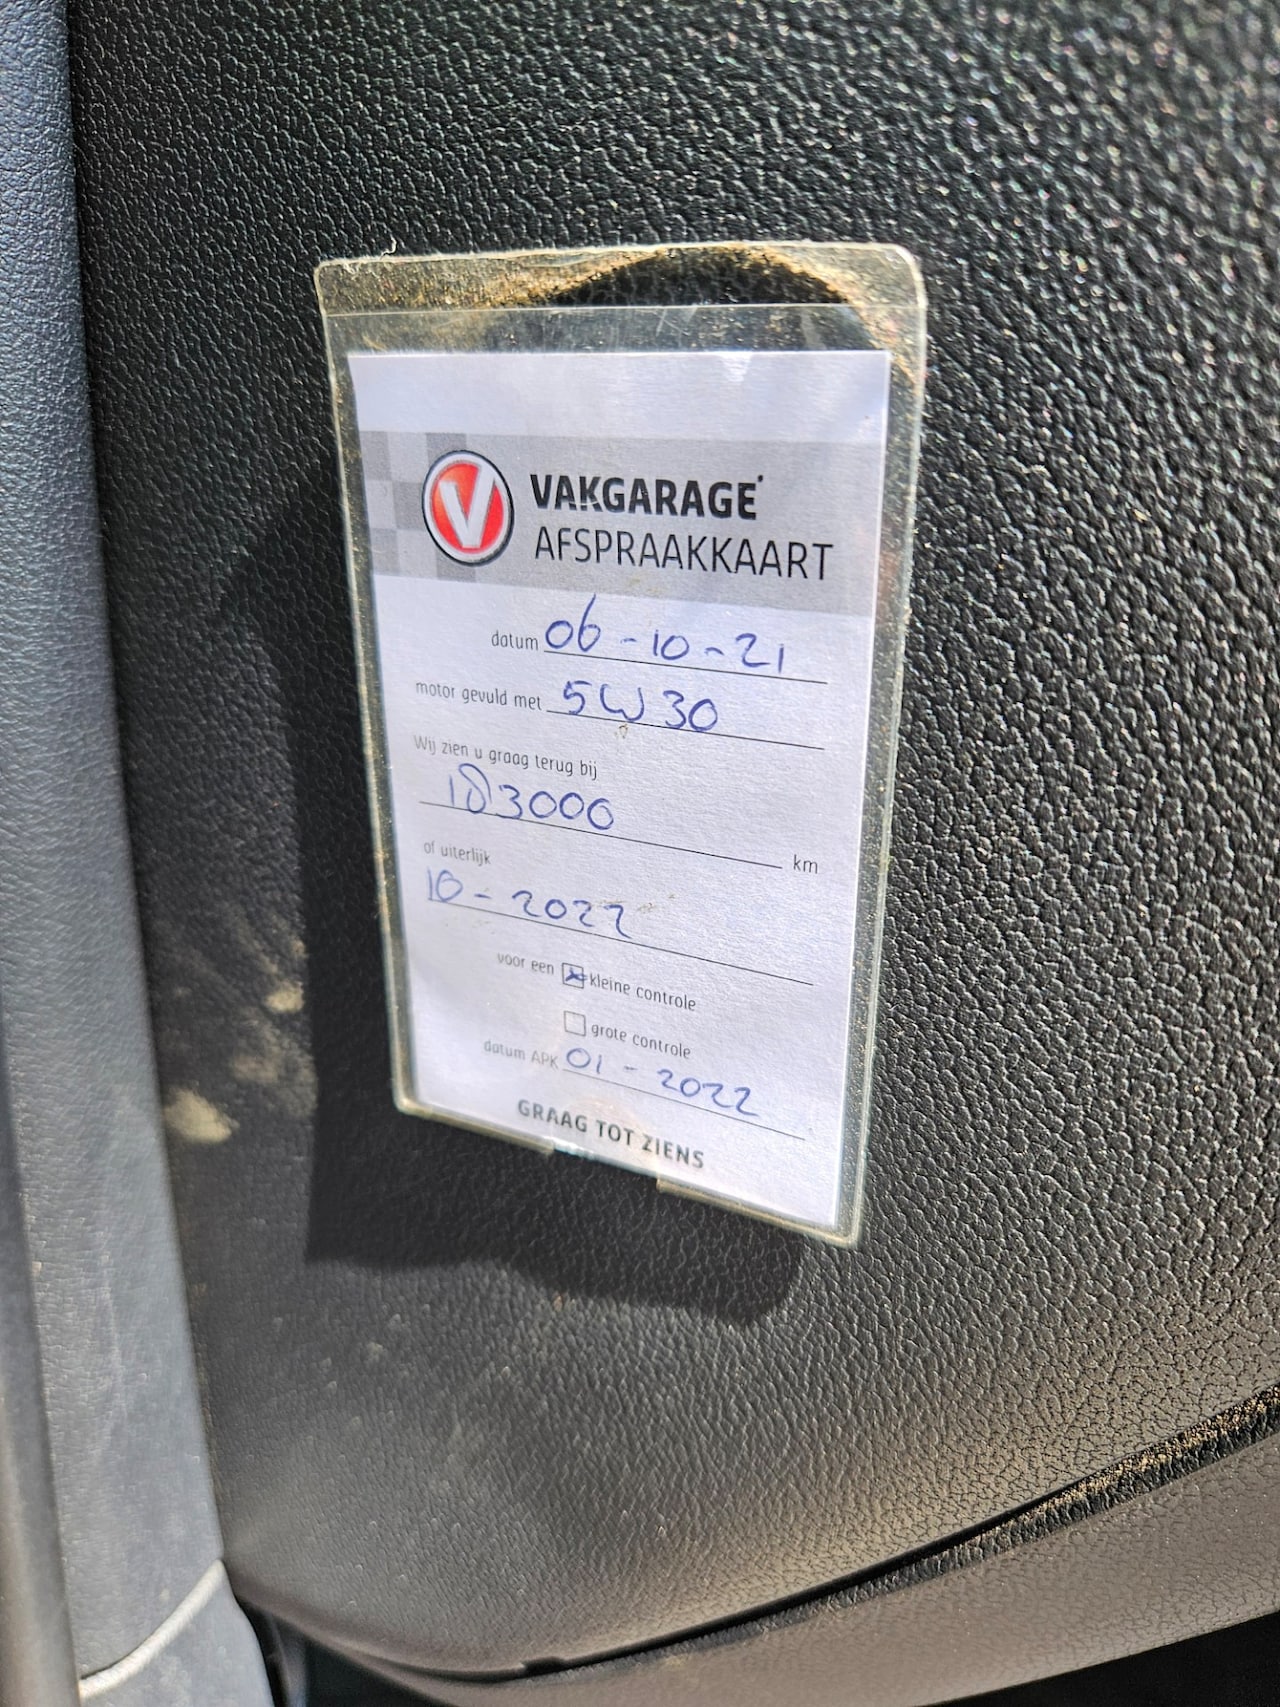 V VAKGARAGE
AFSPRAAKKAART
datum 06-10-21
motor gevuld met 5W30
Wij zien u graag terug bij
183000 km
of uiterlijk
10-2022
voor een kleine controle
grote controle
datum APK 01-2022
GRAAG TOT ZIENS